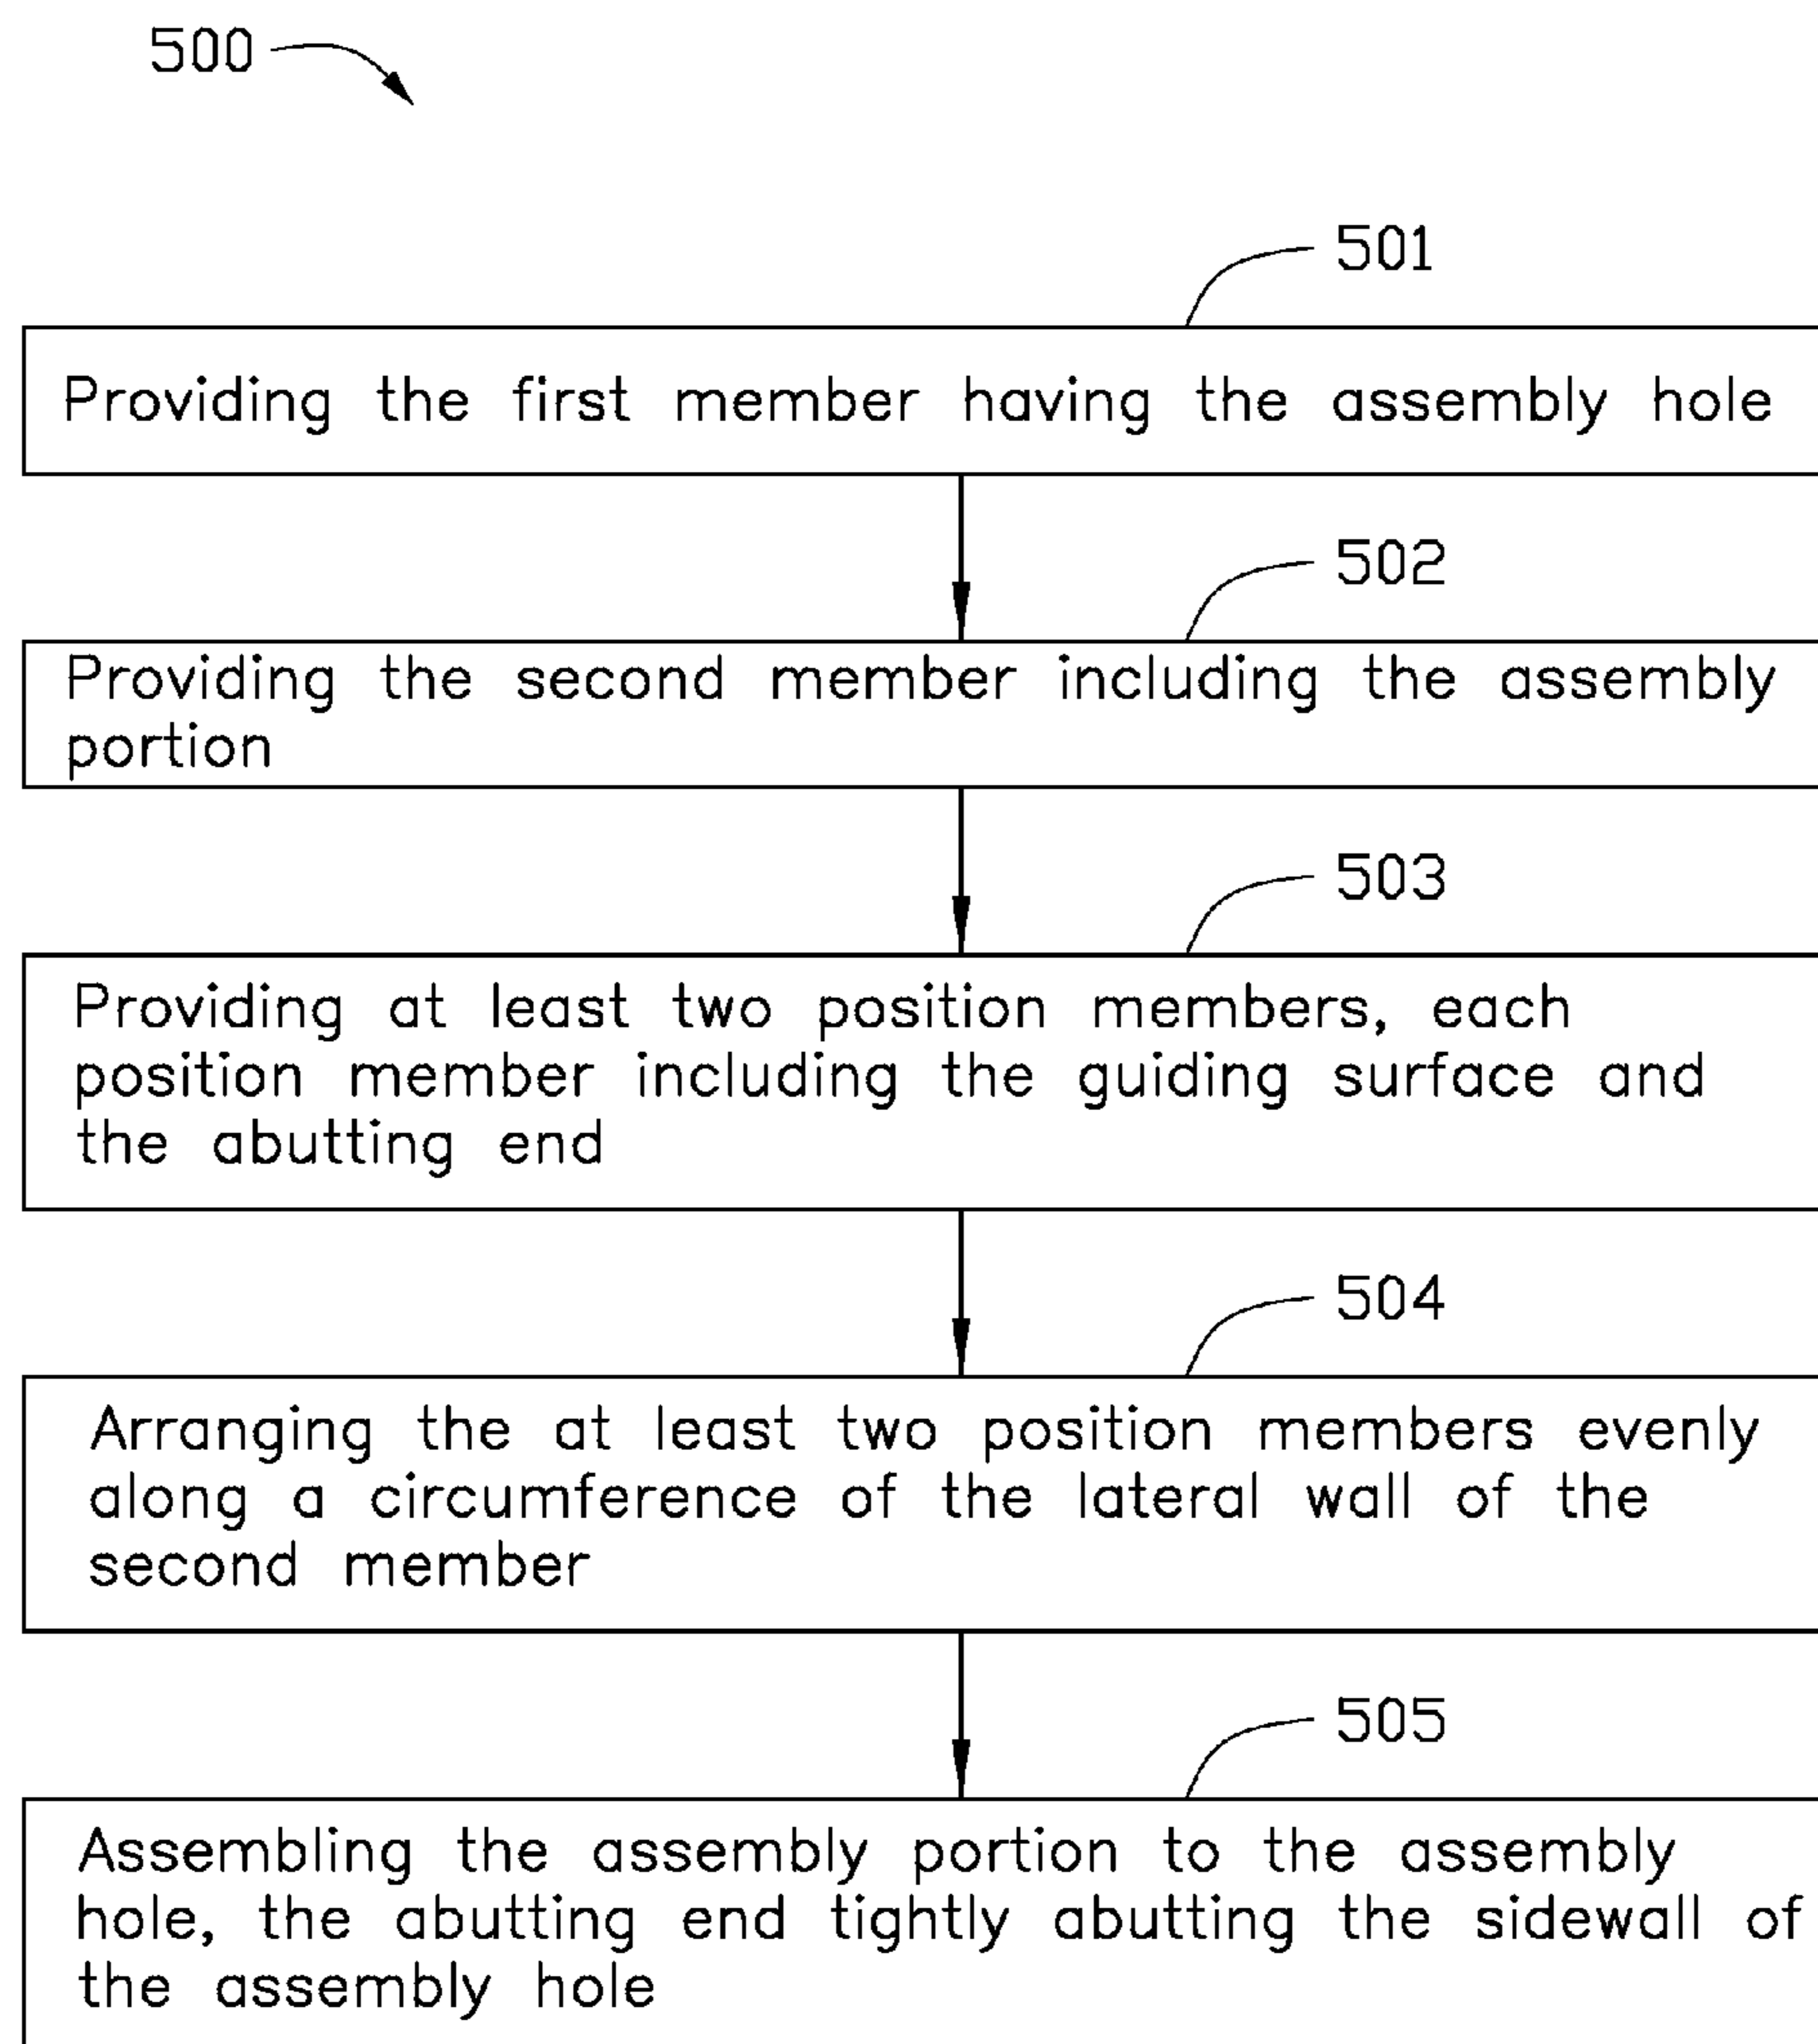 500
501
Providing the first member having the assembly hole
502
Providing the second member including the assembly
portion
503
Providing at least two position members, each
position member including the guiding surface and
the abutting end
504
Arranging the at least two position members evenly
along a circumference of the lateral wall of the
second member
505
Assembling the assembly portion to the assembly
hole, the abutting end tightly abutting the sidewall of
the assembly hole